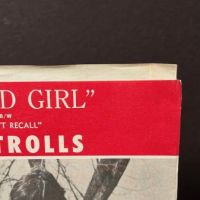 D GIRL”
B/W
’T RECALL”
TROLLS